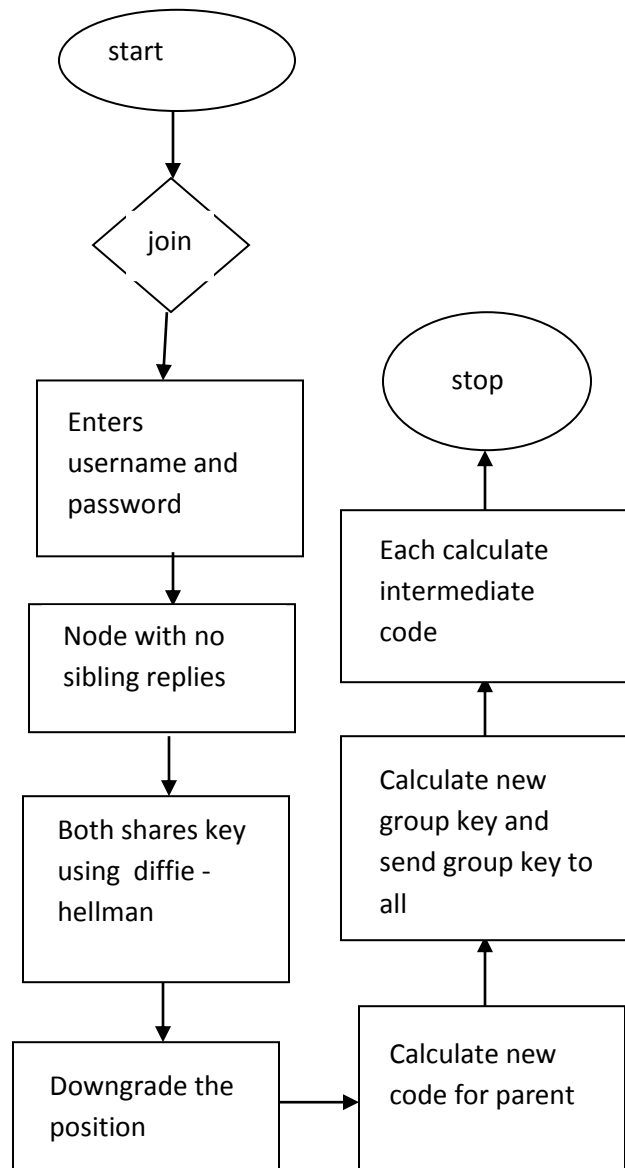 start
join
Enters
username and
password
Node with no
sibling replies
Both shares key
using diffie -
hellman
Downgrade the
position
Calculate new
code for parent
Calculate new
group key and
send group key to
all
Each calculate
intermediate
code
stop